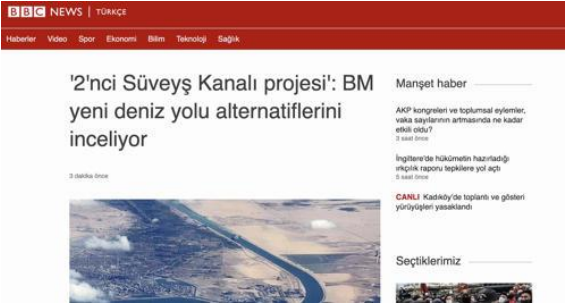 BBC NEWS | TÜRKÇE
Haberler Video Spor Ekonomi Bilim Teknoloji Sağlık
'2'nci Süveyş Kanalı projesi': BM
yeni deniz yolu alternatiflerini
inceliyor
3 dakika önce
Manşet haber
AKP kongreleri ve toplumsal eylemler,
vaka sayılarının artmasında ne kadar
etkili oldu?
3 saat önce
İngiltere'de hükümetin hazırladığı
ırkçılık raporu tepkilere yol açtı
5 saat önce
CANLI Kadıköy'de toplantı ve gösteri
yürüyüşleri yasaklandı
Seçtiklerimiz